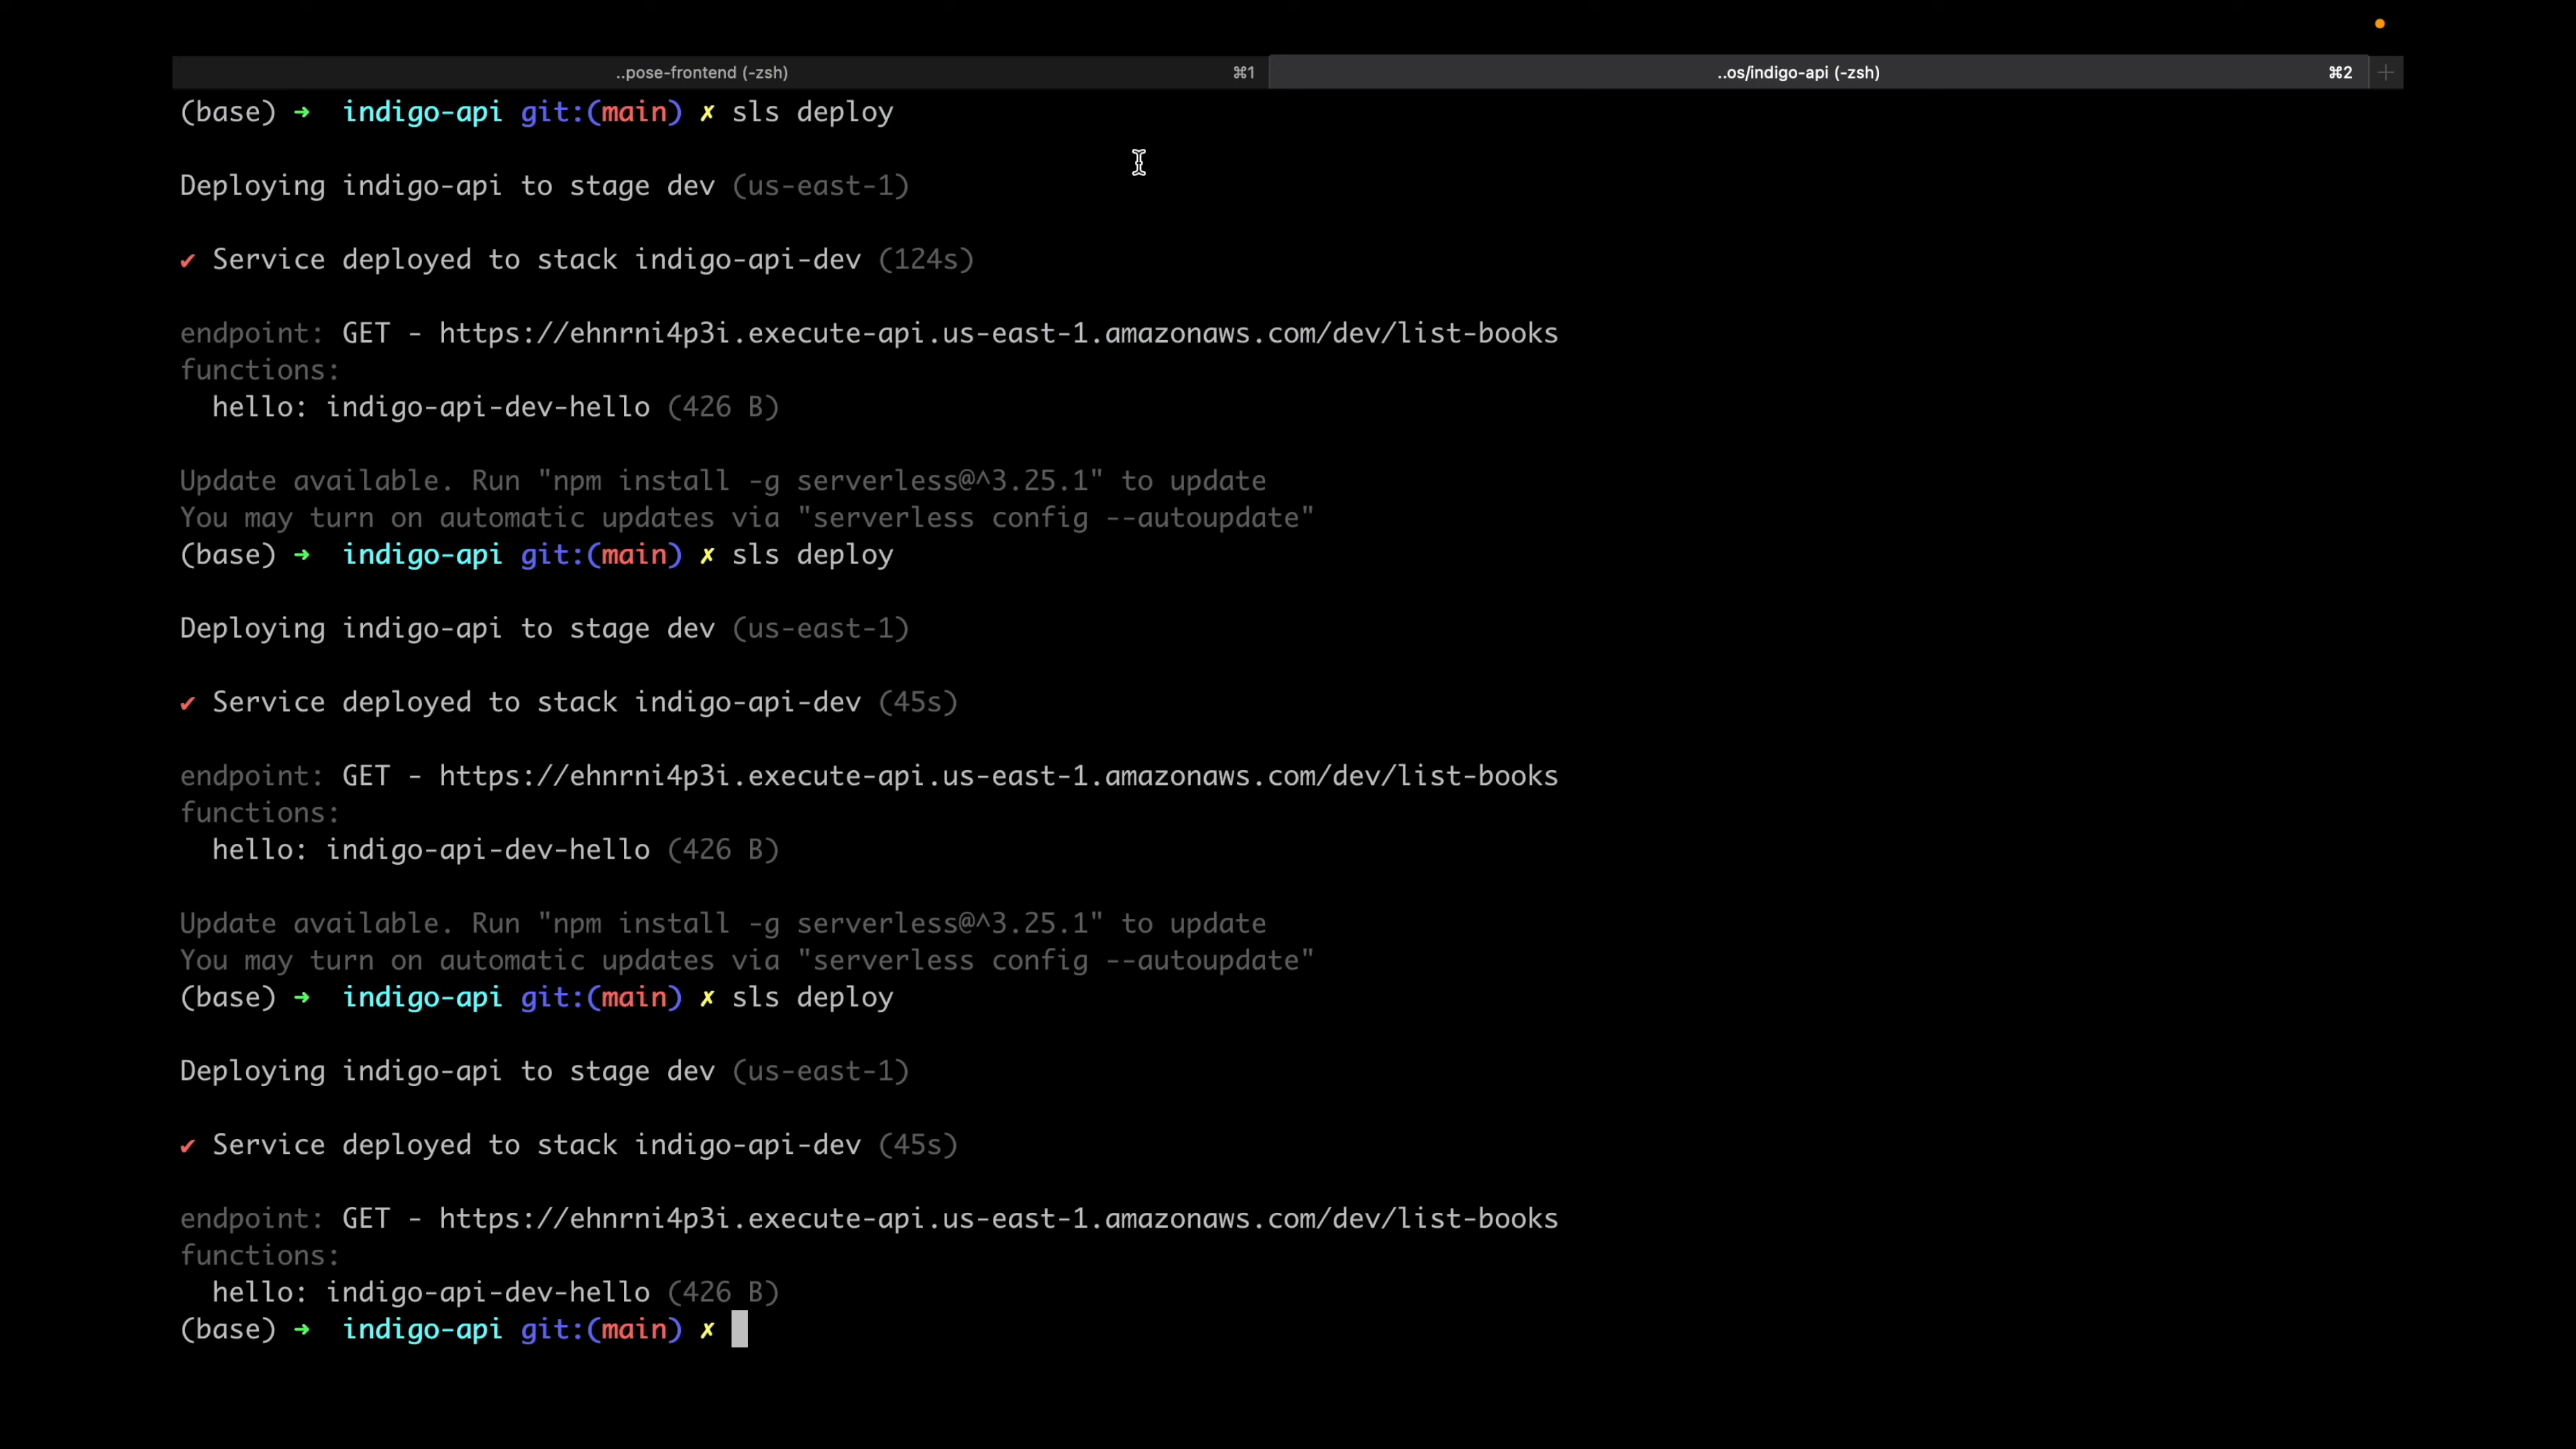 ..pose-frontend (-zsh) ⌘1 ..os/indigo-api (-zsh) ⌘2 +
(base) ➜ indigo-api git:(main) ✗ sls deploy
Deploying indigo-api to stage dev (us-east-1)
✔ Service deployed to stack indigo-api-dev (124s)
endpoint: GET - https://ehnrni4p3i.execute-api.us-east-1.amazonaws.com/dev/list-books
functions:
hello: indigo-api-dev-hello (426 B)
Update available. Run "npm install -g serverless@^3.25.1" to update
You may turn on automatic updates via "serverless config --autoupdate"
(base) ➜ indigo-api git:(main) ✗ sls deploy
Deploying indigo-api to stage dev (us-east-1)
✔ Service deployed to stack indigo-api-dev (45s)
endpoint: GET - https://ehnrni4p3i.execute-api.us-east-1.amazonaws.com/dev/list-books
functions:
hello: indigo-api-dev-hello (426 B)
Update available. Run "npm install -g serverless@^3.25.1" to update
You may turn on automatic updates via "serverless config --autoupdate"
(base) ➜ indigo-api git:(main) ✗ sls deploy
Deploying indigo-api to stage dev (us-east-1)
✔ Service deployed to stack indigo-api-dev (45s)
endpoint: GET - https://ehnrni4p3i.execute-api.us-east-1.amazonaws.com/dev/list-books
functions:
hello: indigo-api-dev-hello (426 B)
(base) ➜ indigo-api git:(main) ✗